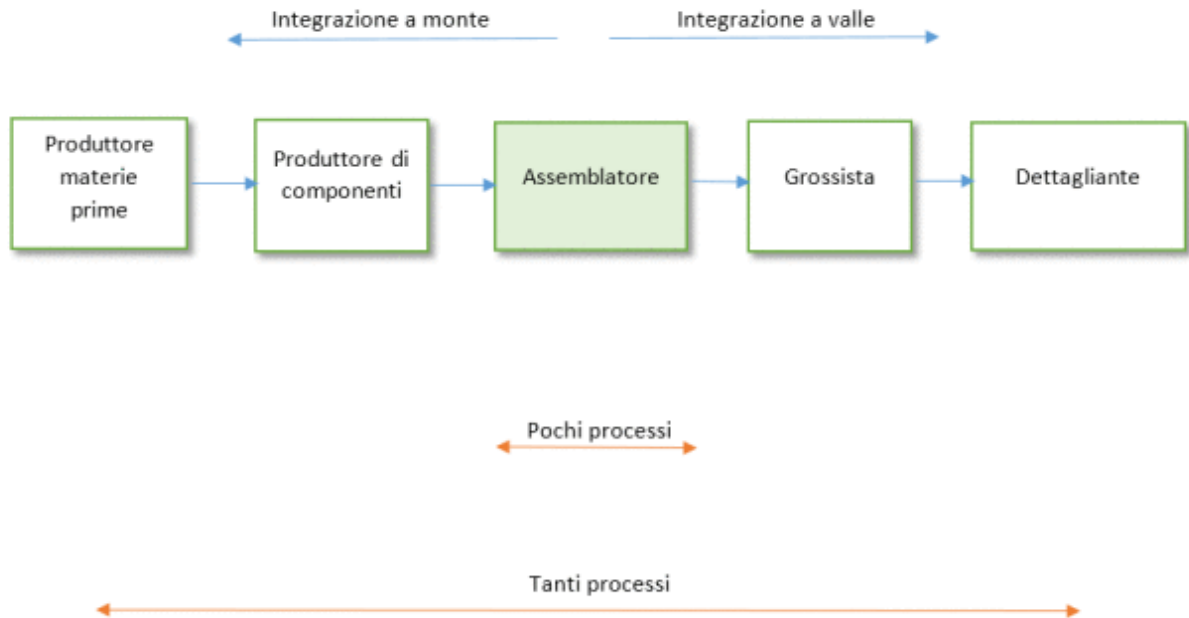 Integrazione a monte
Integrazione a valle
Produttore
materie
prime
Produttore di
componenti
Assemblatore
Grossista
Dettagliante
Pochi processi
Tanti processi